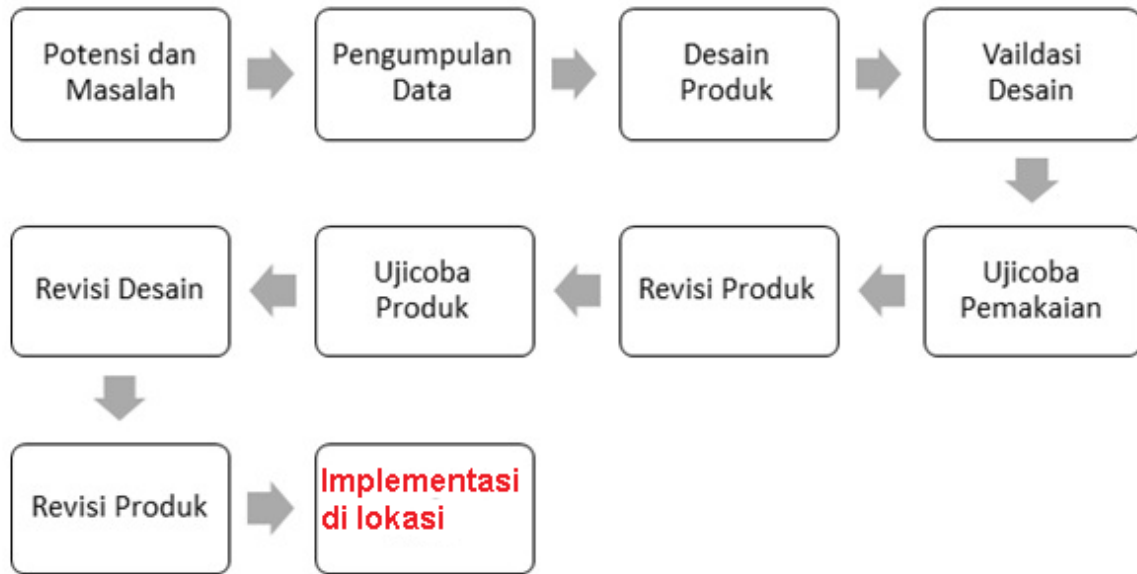 Potensi dan
Masalah
Pengumpulan
Data
Desain
Produk
Vaildasi
Desain
Ujicoba
Pemakaian
Revisi Produk
Ujicoba
Produk
Revisi Desain
Revisi Produk
Implementasi
di lokasi